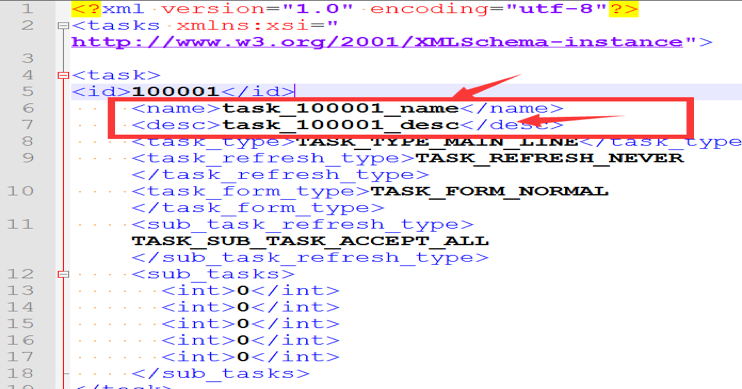 1 <?xml version="1.0" encoding="utf-8"?>
2 <tasks xmlns:xsi="
http://www.w3.org/2001/XMLSchema-instance">
3
4 <task>
5 <id>100001</id>
6 <name>task_100001_name</name>
7 <desc>task_100001_desc</desc>
8 <task_type>TASK_TYPE_MAIN_LINE</task_type
9 <task_refresh_type>TASK_REFRESH_NEVER
</task_refresh_type>
10 <task_form_type>TASK_FORM_NORMAL
</task_form_type>
11 <sub_task_refresh_type>
TASK_SUB_TASK_ACCEPT_ALL
</sub_task_refresh_type>
12 <sub_tasks>
13 <int>0</int>
14 <int>0</int>
15 <int>0</int>
16 <int>0</int>
17 <int>0</int>
18 </sub_tasks>
19 </task>